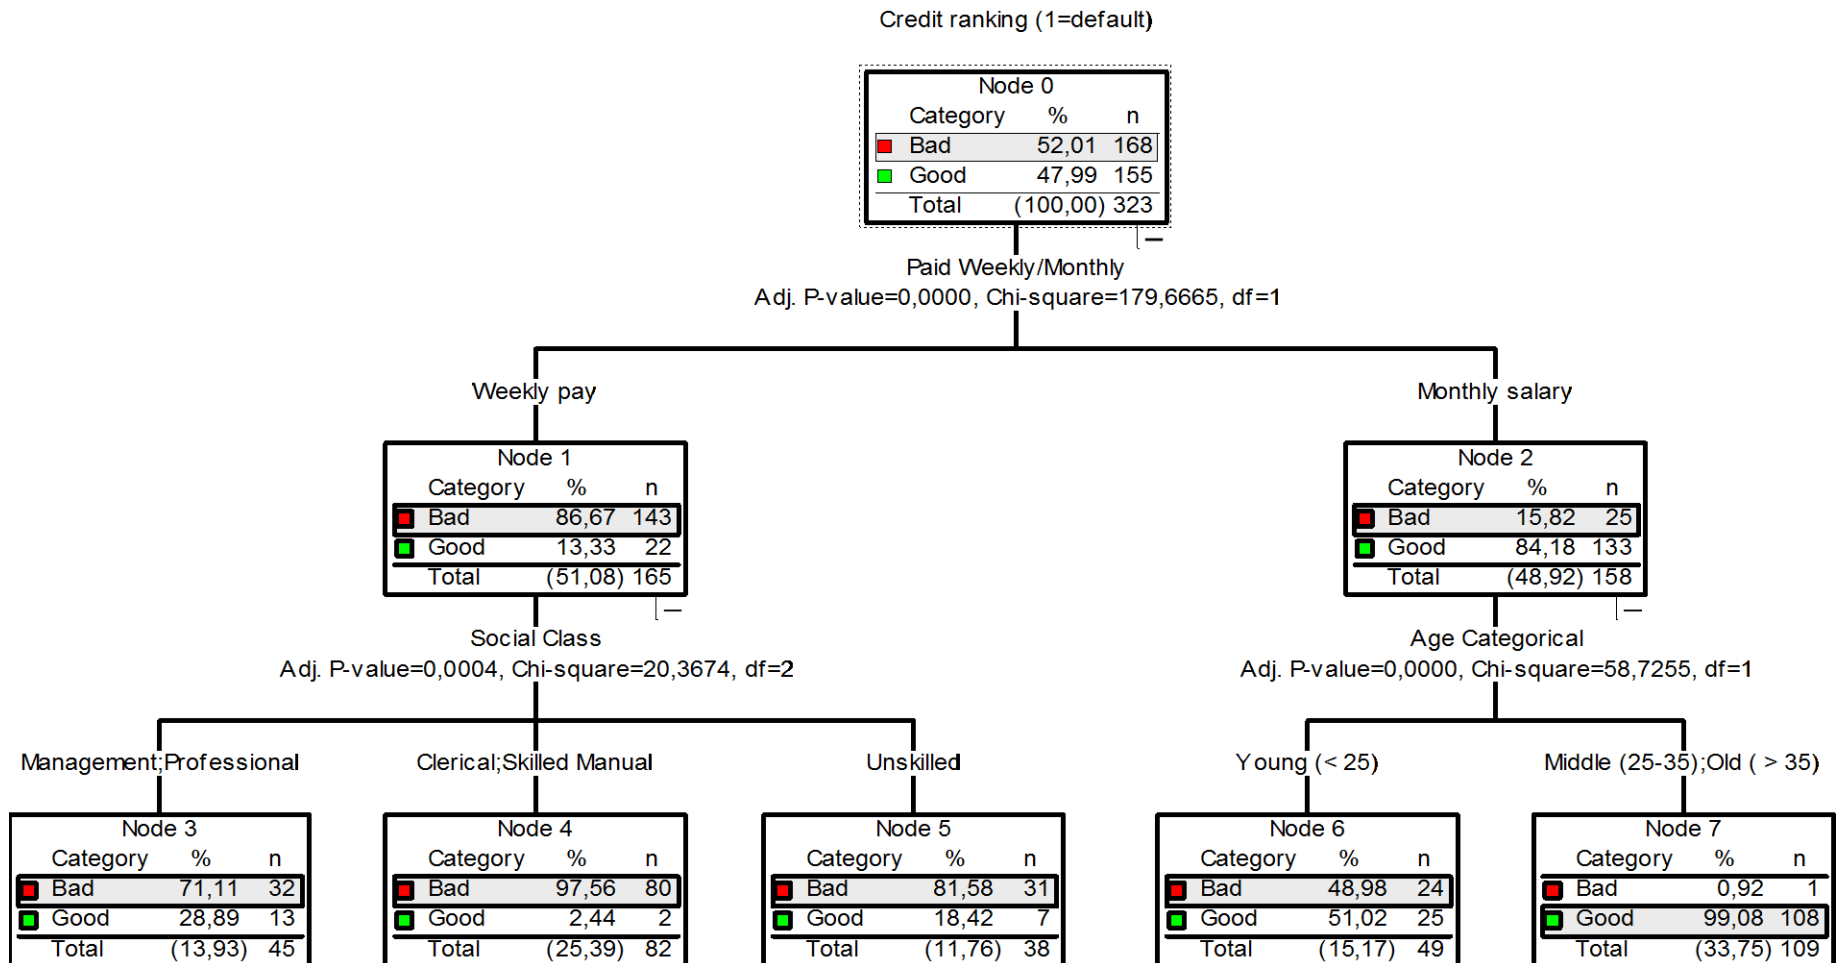 Credit ranking (1=default)
Node 0
Category % n
Bad 52,01 168
Good 47,99 155
Total (100,00) 323
Paid Weekly/Monthly
Adj. P-value=0,0000, Chi-square=179,6665, df=1
Weekly pay
Monthly salary
Node 1
Category % n
Bad 86,67 143
Good 13,33 22
Total (51,08) 165
Node 2
Category % n
Bad 15,82 25
Good 84,18 133
Total (48,92) 158
Social Class
Adj. P-value=0,0004, Chi-square=20,3674, df=2
Age Categorical
Adj. P-value=0,0000, Chi-square=58,7255, df=1
Management;Professional
Clerical;Skilled Manual
Unskilled
Young (< 25)
Middle (25-35);Old ( > 35)
Node 3
Category % n
Bad 71,11 32
Good 28,89 13
Total (13,93) 45
Node 4
Category % n
Bad 97,56 80
Good 2,44 2
Total (25,39) 82
Node 5
Category % n
Bad 81,58 31
Good 18,42 7
Total (11,76) 38
Node 6
Category % n
Bad 48,98 24
Good 51,02 25
Total (15,17) 49
Node 7
Category % n
Bad 0,92 1
Good 99,08 108
Total (33,75) 109